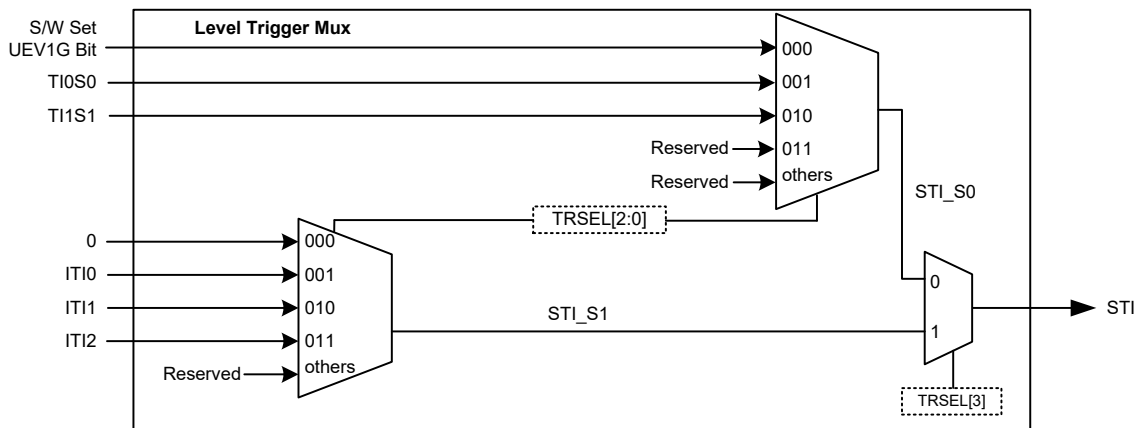 S/W Set
UEV1G Bit
Level Trigger Mux
000
TI0S0
001
TI1S1
010
Reserved
011
Reserved
others
STI_S0
TRSEL[2:0]
0
000
ITI0
001
0
ITI1
010
STI_S1
STI
ITI2
011
1
Reserved
others
TRSEL[3]